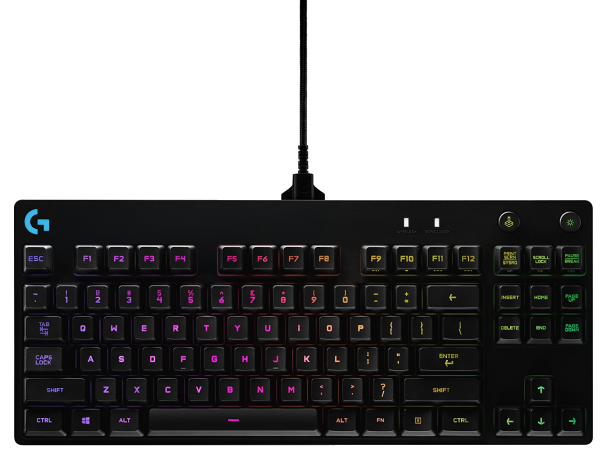 G
ESC F1 F2 F3 F4 F5 F6 F7 F8 F9 F10 F11 F12 PRINT SCRN SYSRQ SCROLL LOCK PAUSE BREAK
1 2 3 4 5 6 7 8 9 0 - INSERT HOME PAGE UP
TAB Q W E R T Y U I O P { } DELETE END PAGE DOWN
CAPS LOCK A S D F G H J K L ENTER
SHIFT Z X C V B N M < > ? / SHIFT
CTRL ALT ALT FN CTRL